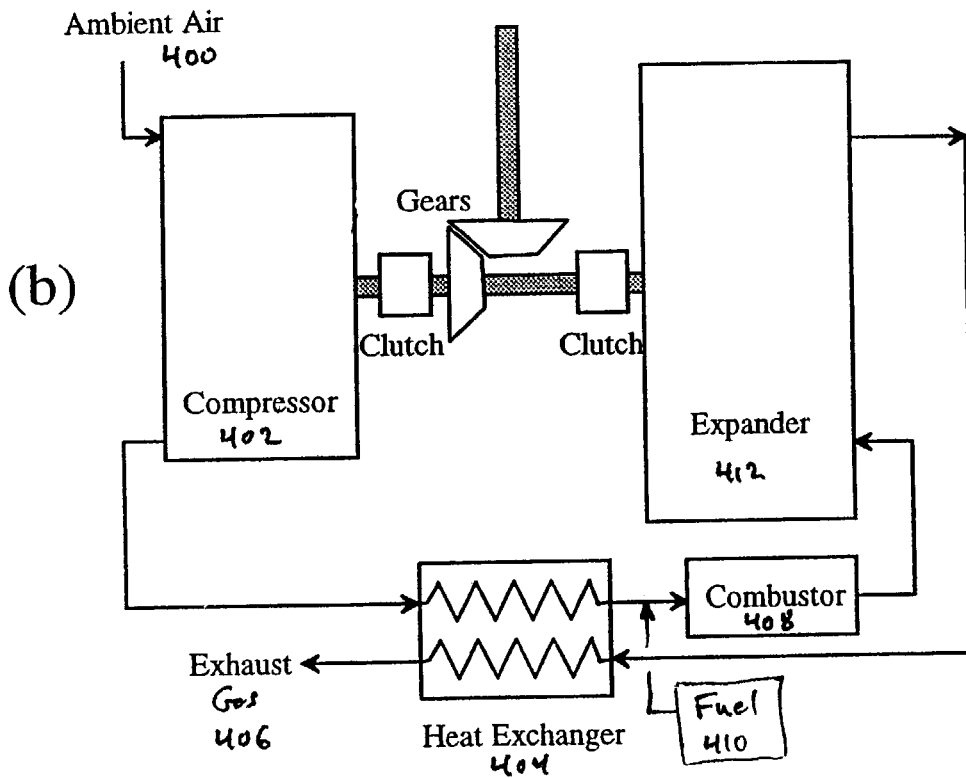 Ambient Air
400
Gears
(b)
Clutch
Clutch
Compressor
402
Expander
412
Combustor
408
Exhaust
Gas
406
Heat Exchanger
404
Fuel
410